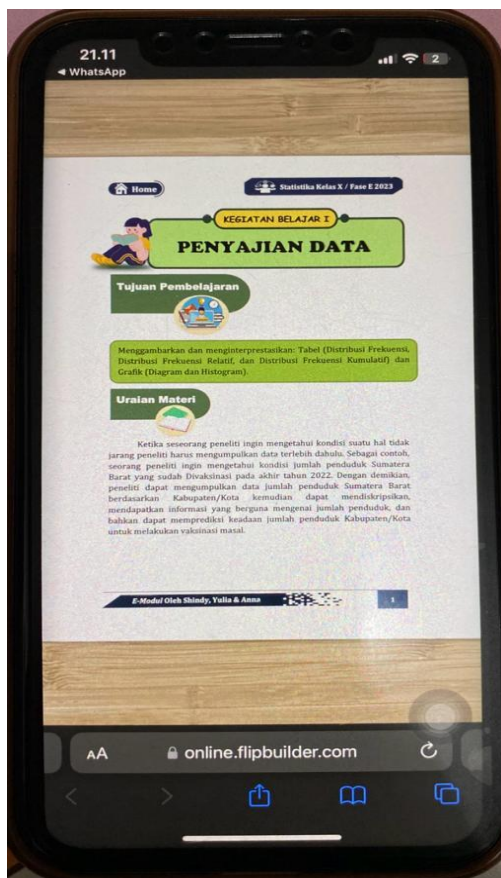 21.11
2
◄ WhatsApp
Home
Statistika Kelas X / Fase E 2023
KEGIATAN BELAJAR I
PENYAJIAN DATA
Tujuan Pembelajaran
Menggambarkan dan menginterprestasikan: Tabel (Distribusi Frekuensi,
Distribusi Frekuensi Relatif, dan Distribusi Frekuensi Kumulatif) dan
Grafik (Diagram dan Histogram).
Uraian Materi
Ketika seseorang peneliti ingin mengetahui kondisi suatu hal tidak
jarang peneliti harus mengumpulkan data terlebih dahulu. Sebagai contoh,
seorang peneliti ingin mengetahui kondisi jumlah penduduk Sumatera
Barat yang sudah Divaksinasi pada akhir tahun 2022. Dengan demikian,
peneliti dapat mengumpulkan data jumlah penduduk Sumatera Barat
berdasarkan Kabupaten/Kota kemudian dapat mendiskripsikan,
mendapatkan informasi yang berguna mengenai jumlah penduduk, dan
bahkan dapat memprediksi keadaan jumlah penduduk Kabupaten/Kota
untuk melakukan vaksinasi masal.
E-Modul Oleh Shindy, Yulia & Anna
1
AA
online.flipbuilder.com